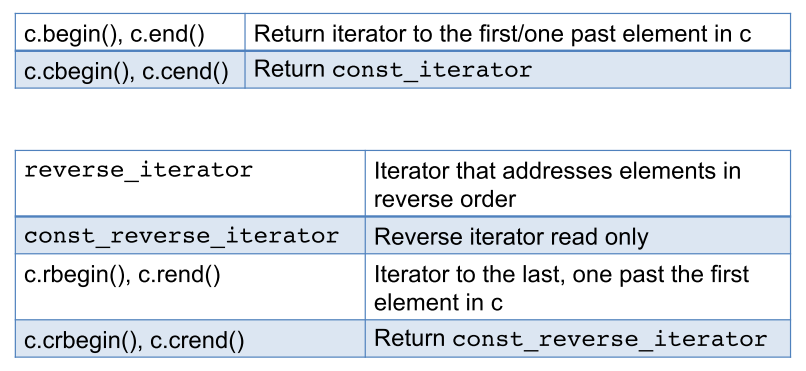 c.begin(), c.end() Return iterator to the first/one past element in c
c.cbegin(), c.cend() Return const_iterator
reverse_iterator Iterator that addresses elements in
reverse order
const_reverse_iterator Reverse iterator read only
c.rbegin(), c.rend() Iterator to the last, one past the first
element in c
c.crbegin(), c.crend() Return const_reverse_iterator